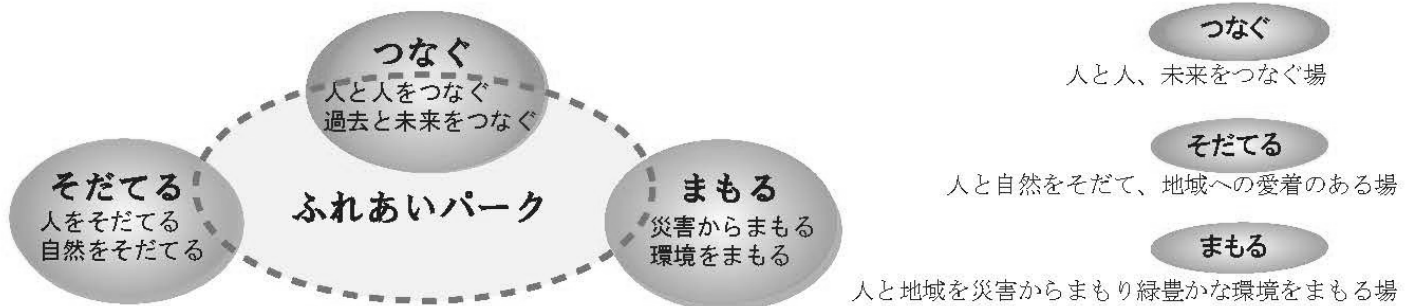 つなぐ
人と人をつなぐ
過去と未来をつなぐ
そだてる
人をそだてる
自然をそだてる
ふれあいパーク
まもる
災害からまもる
環境をまもる
つなぐ
人と人、未来をつなぐ場
そだてる
人と自然をそだて、地域への愛着のある場
まもる
人と地域を災害からまもり緑豊かな環境をまもる場